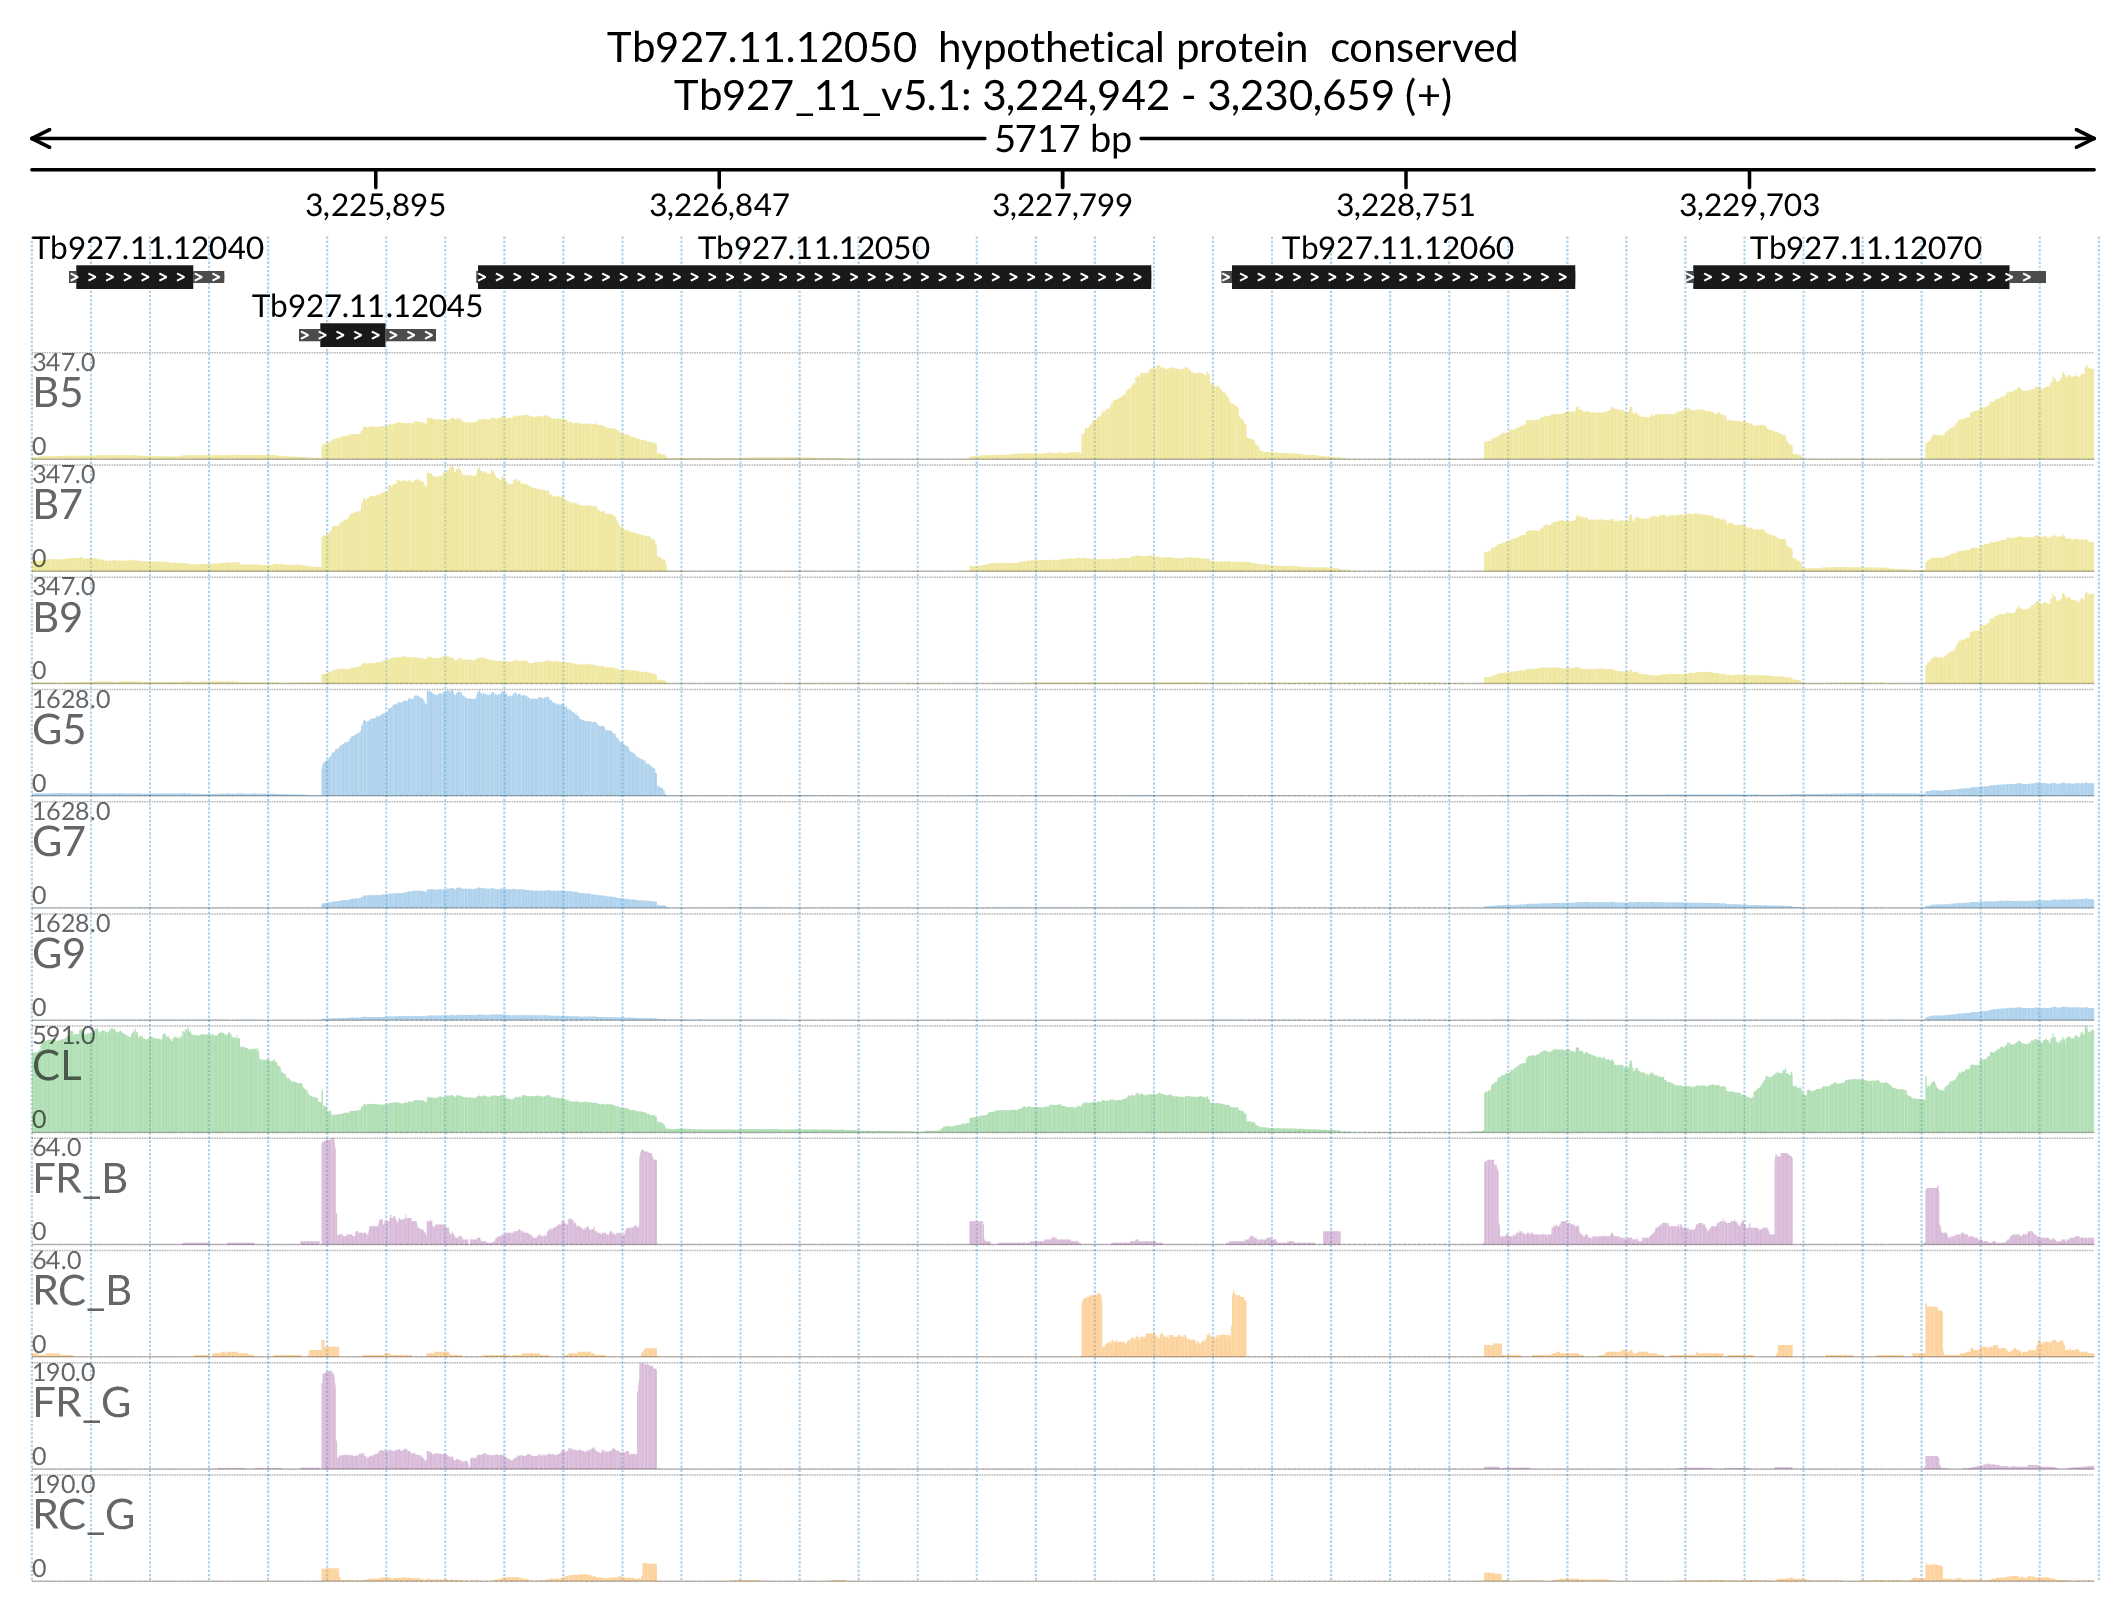 Tb927.11.12050 hypothetical protein conserved
Tb927_11_v5.1: 3,224,942 - 3,230,659 (+)
5717 bp
3,225,895 3,226,847 3,227,799 3,228,751 3,229,703
Tb927.11.12040 Tb927.11.12050 Tb927.11.12060 Tb927.11.12070
Tb927.11.12045
347.0
B5
0
347.0
B7
0
347.0
B9
0
1628.0
G5
0
1628.0
G7
0
1628.0
G9
0
591.0
CL
0
64.0
FR_B
0
64.0
RC_B
0
190.0
FR_G
0
190.0
RC_G
0